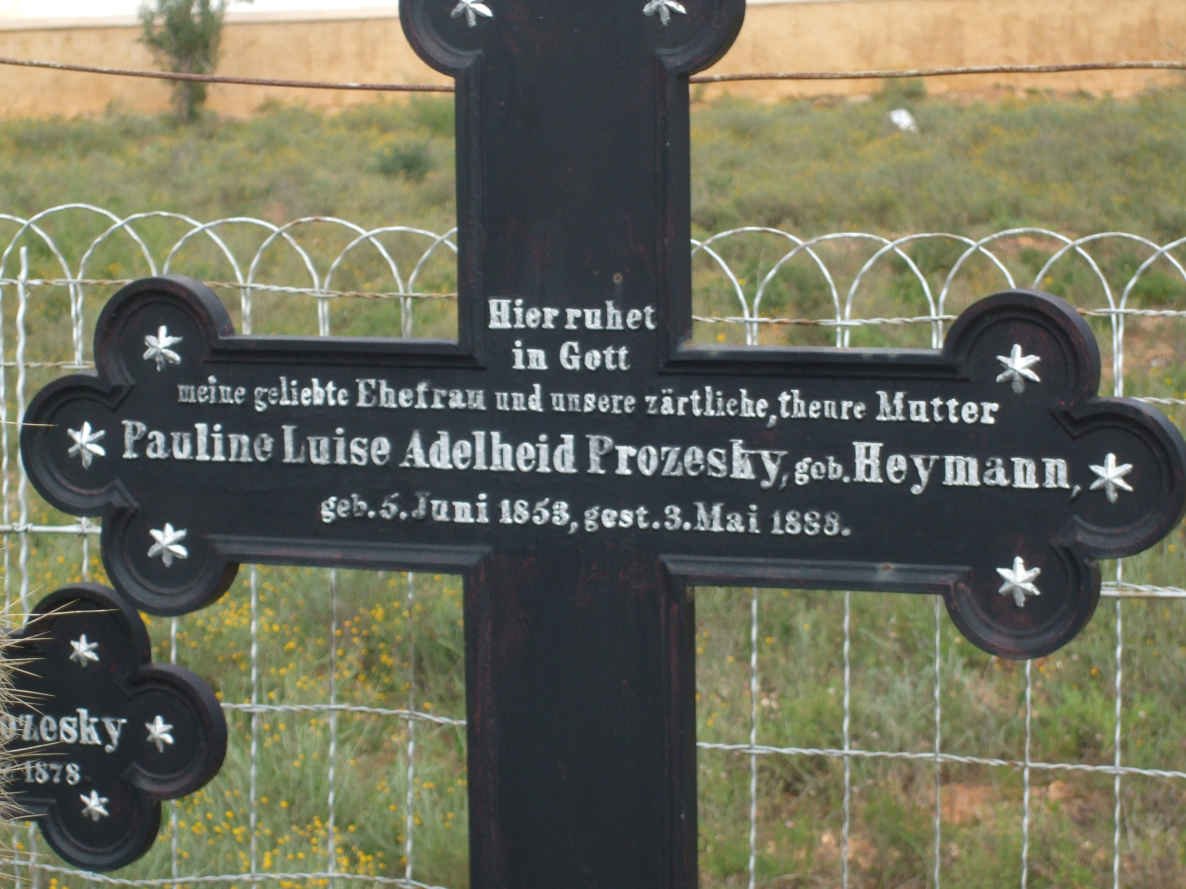 Hier ruhet
in Gott
meine geliebte Ehefrau und unsere zärtliche, theure Mutter
Pauline Luise Adelheid Prozesky, geb. Heymann,
geb. 5. Juni 1853, gest. 3. Mai 1888.
ozesky
1878